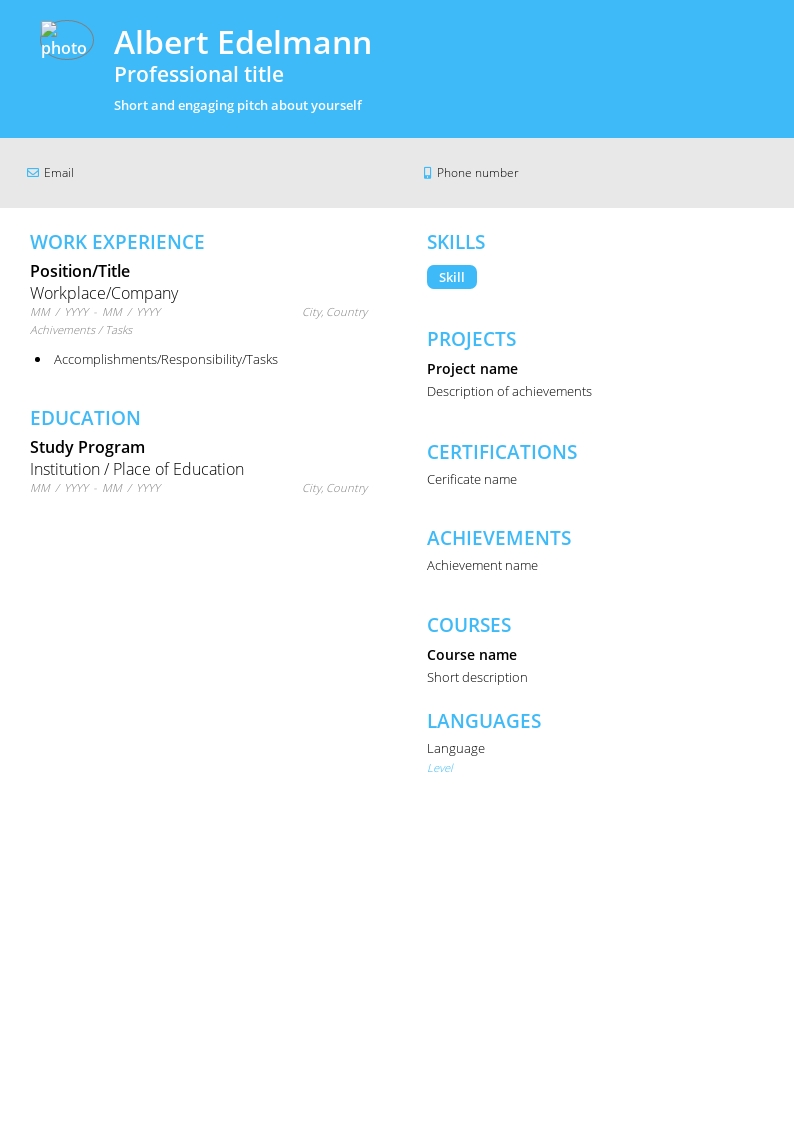 photo
Albert Edelmann
Professional title
Short and engaging pitch about yourself
Email
Phone number
WORK EXPERIENCE
Position/Title
Workplace/Company
MM / YYYY - MM / YYYY
City, Country
Achivements / Tasks
Accomplishments/Responsibility/Tasks
EDUCATION
Study Program
Institution / Place of Education
MM / YYYY - MM / YYYY
City, Country
SKILLS
Skill
PROJECTS
Project name
Description of achievements
CERTIFICATIONS
Cerificate name
ACHIEVEMENTS
Achievement name
COURSES
Course name
Short description
LANGUAGES
Language
Level